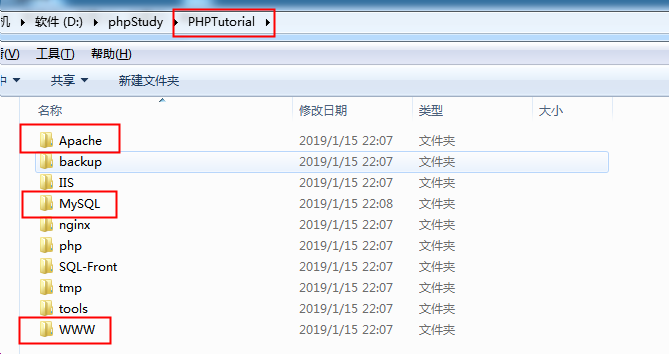 机 ▸ 软件 (D:) ▸ phpStudy ▸ PHPTutorial ▸
看(V) 工具(T) 帮助(H)
中 ▼ 共享 ▼ 新建文件夹
名称 修改日期 类型 大小
Apache 2019/1/15 22:07 文件夹
backup 2019/1/15 22:07 文件夹
IIS 2019/1/15 22:07 文件夹
MySQL 2019/1/15 22:08 文件夹
nginx 2019/1/15 22:07 文件夹
php 2019/1/15 22:07 文件夹
SQL-Front 2019/1/15 22:07 文件夹
tmp 2019/1/15 22:07 文件夹
tools 2019/1/15 22:07 文件夹
WWW 2019/1/15 22:07 文件夹